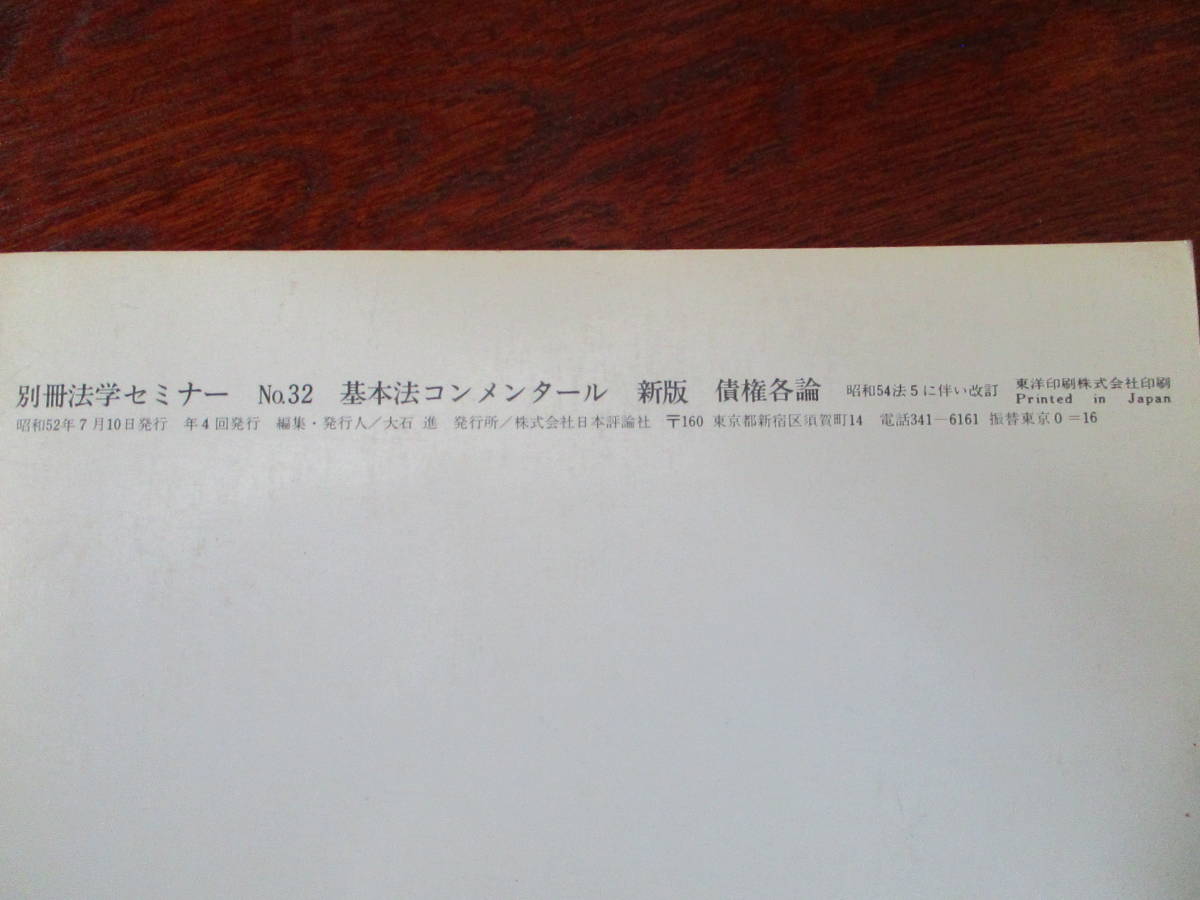 別冊法学セミナー No.32 基本法コンメンタール 新版 債権各論 昭和54法5に伴い改訂 東洋印刷株式会社印刷
Printed in Japan
昭和52年7月10日発行 年4回発行 編集・発行人／大石 進 発行所／株式会社日本評論社 〒160 東京都新宿区須賀町14 電話341-6161 振替東京0=16